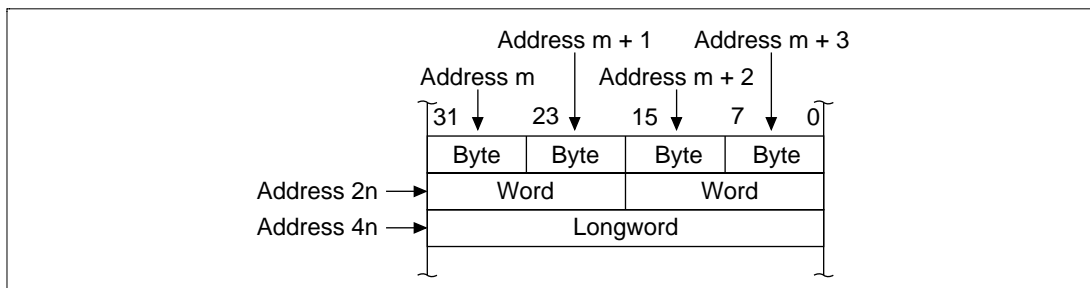 Address m + 1 Address m + 3
Address m Address m + 2
31 23 15 7 0
Byte Byte Byte Byte
Address 2n Word Word
Address 4n Longword